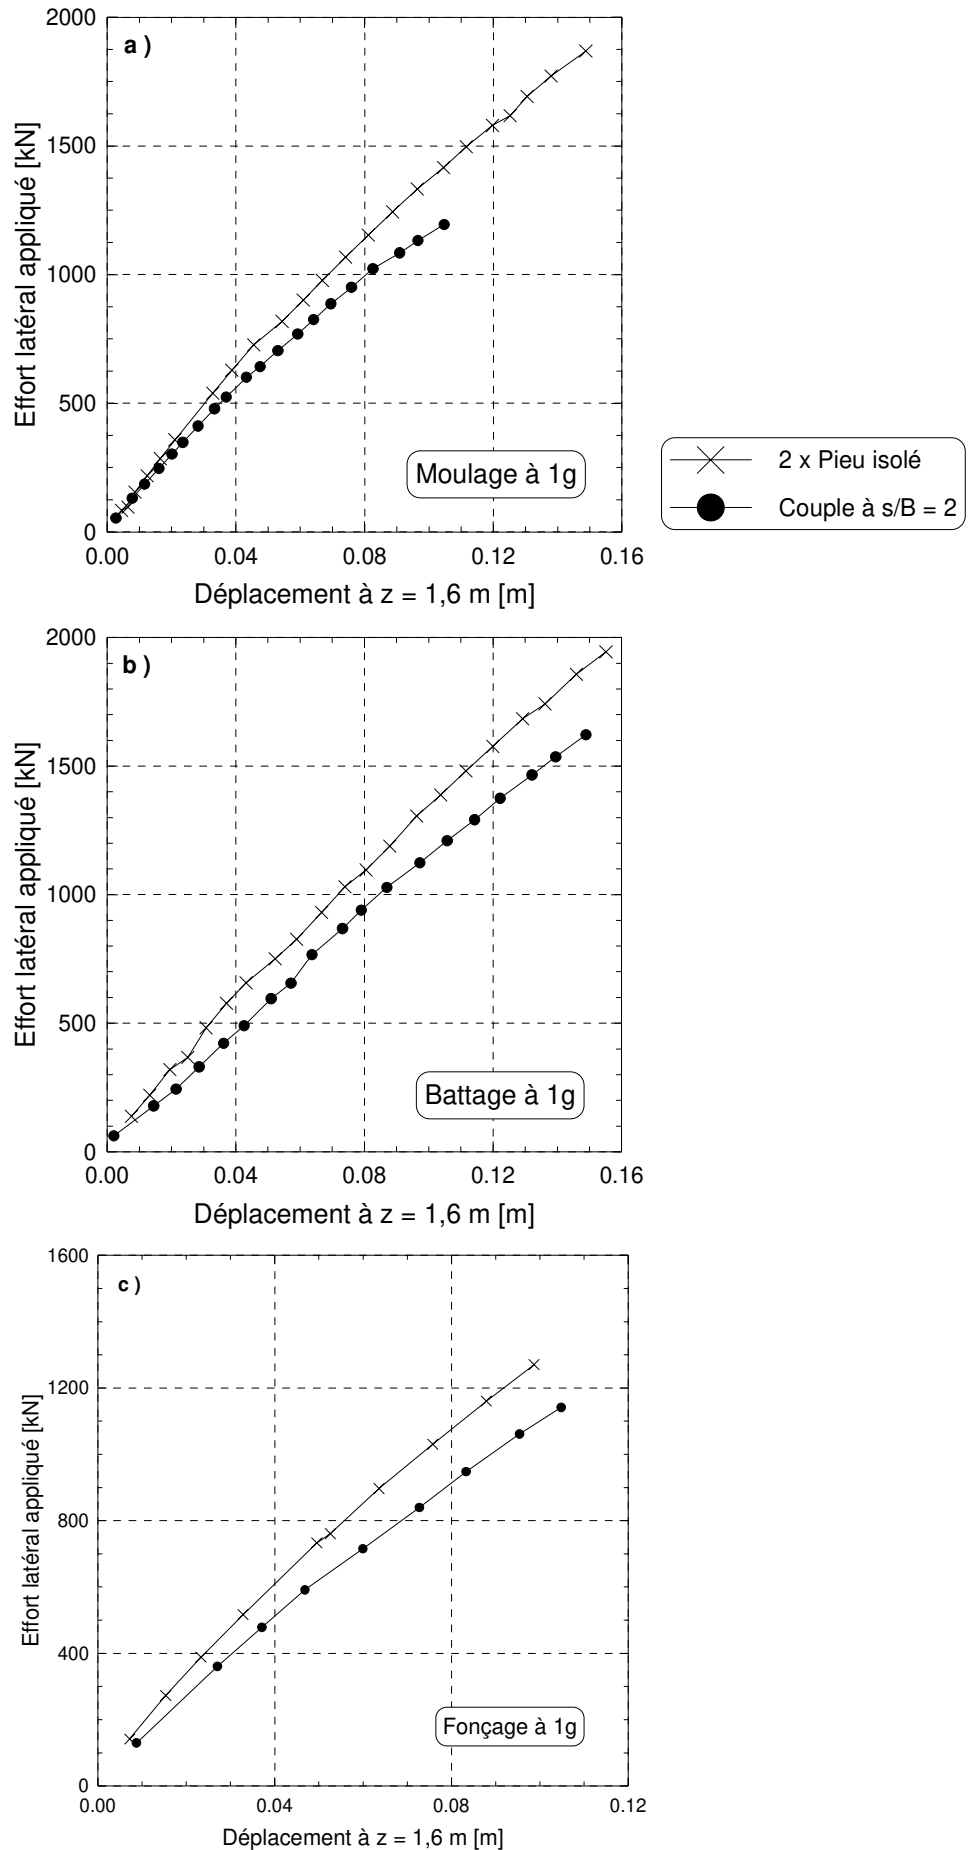 2000
a )
1500
1000
500
0
Effort latéral appliqué [kN]
Moulage à 1g
0.00 0.04 0.08 0.12 0.16
Déplacement à z = 1,6 m [m]
2 x Pieu isolé
Couple à s/B = 2
2000
b )
1500
1000
500
0
Effort latéral appliqué [kN]
Battage à 1g
0.00 0.04 0.08 0.12 0.16
Déplacement à z = 1,6 m [m]
1600
c )
1200
800
400
0
Effort latéral appliqué [kN]
Fonçage à 1g
0.00 0.04 0.08 0.12
Déplacement à z = 1,6 m [m]